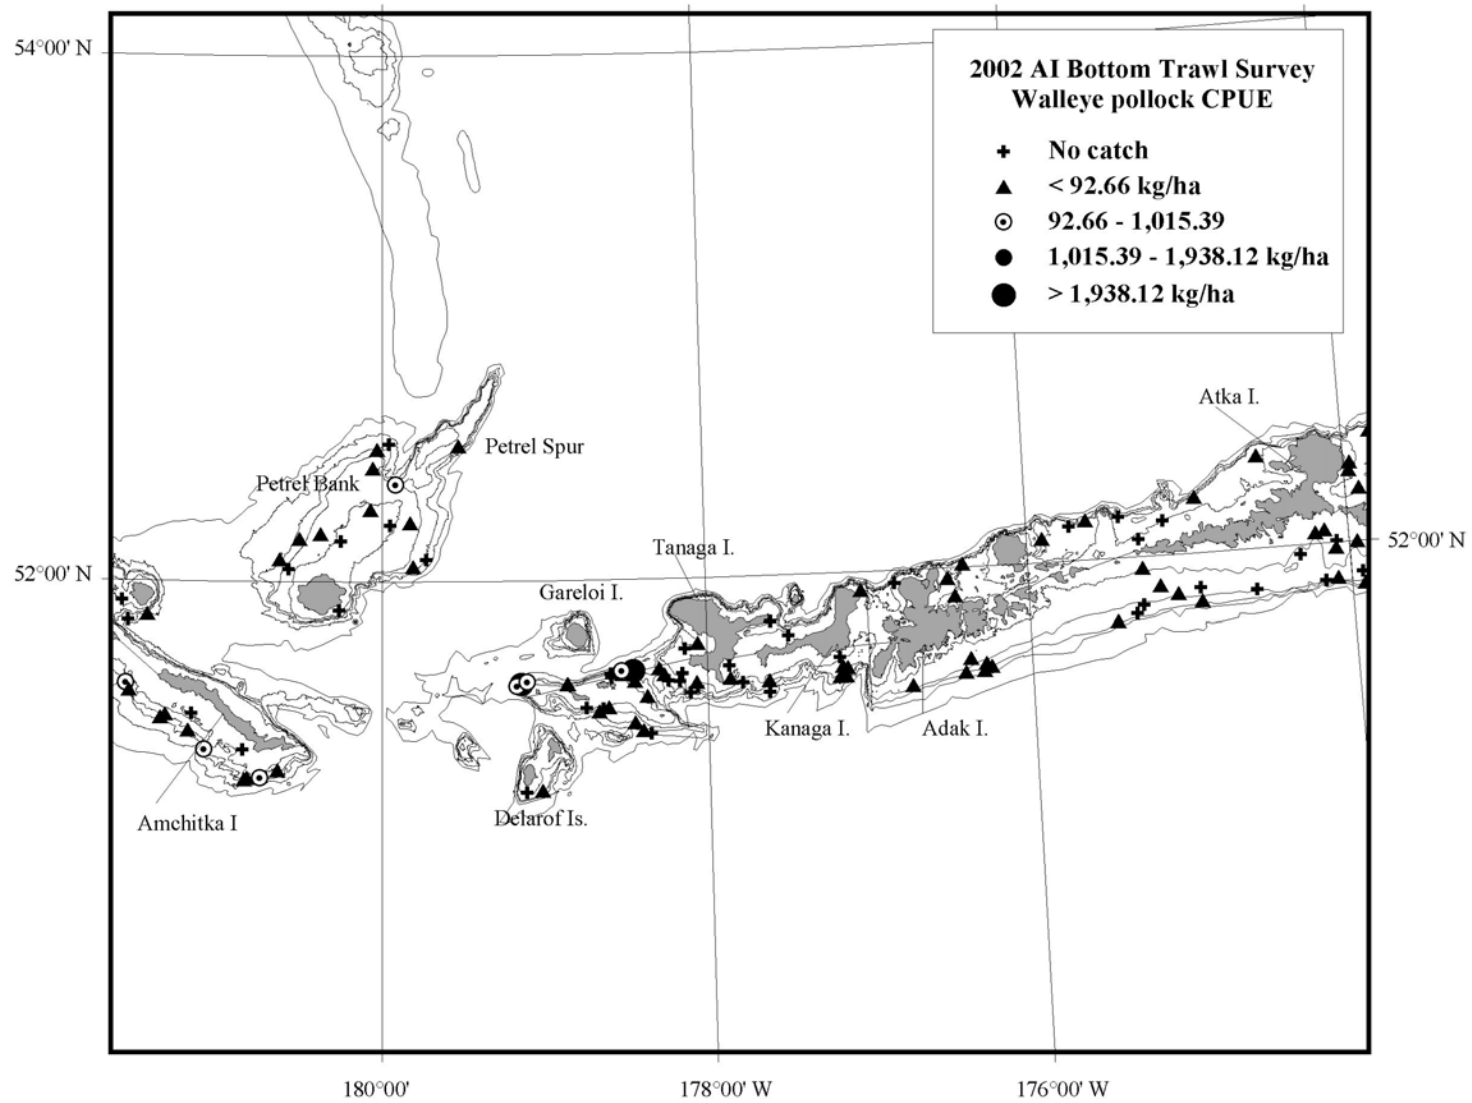 54°00' N
2002 AI Bottom Trawl Survey
Walleye pollock CPUE
No catch
< 92.66 kg/ha
92.66 - 1,015.39
1,015.39 - 1,938.12 kg/ha
> 1,938.12 kg/ha
Atka I.
Petrel Spur
Petrel Bank
52°00' N
Tanaga I.
52°00' N
Gareloi I.
Kanaga I.
Adak I.
Amchitka I
Delarof Is.
180°00'
178°00' W
176°00' W